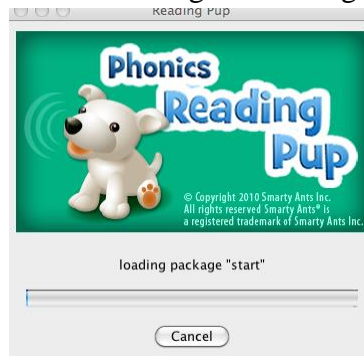 Reading Pup
Phonics
Reading
Pup
© Copyright 2010 Smarty Ants Inc.
All rights reserved Smarty Ants® is
a registered trademark of Smarty Ants Inc.
loading package "start"
Cancel